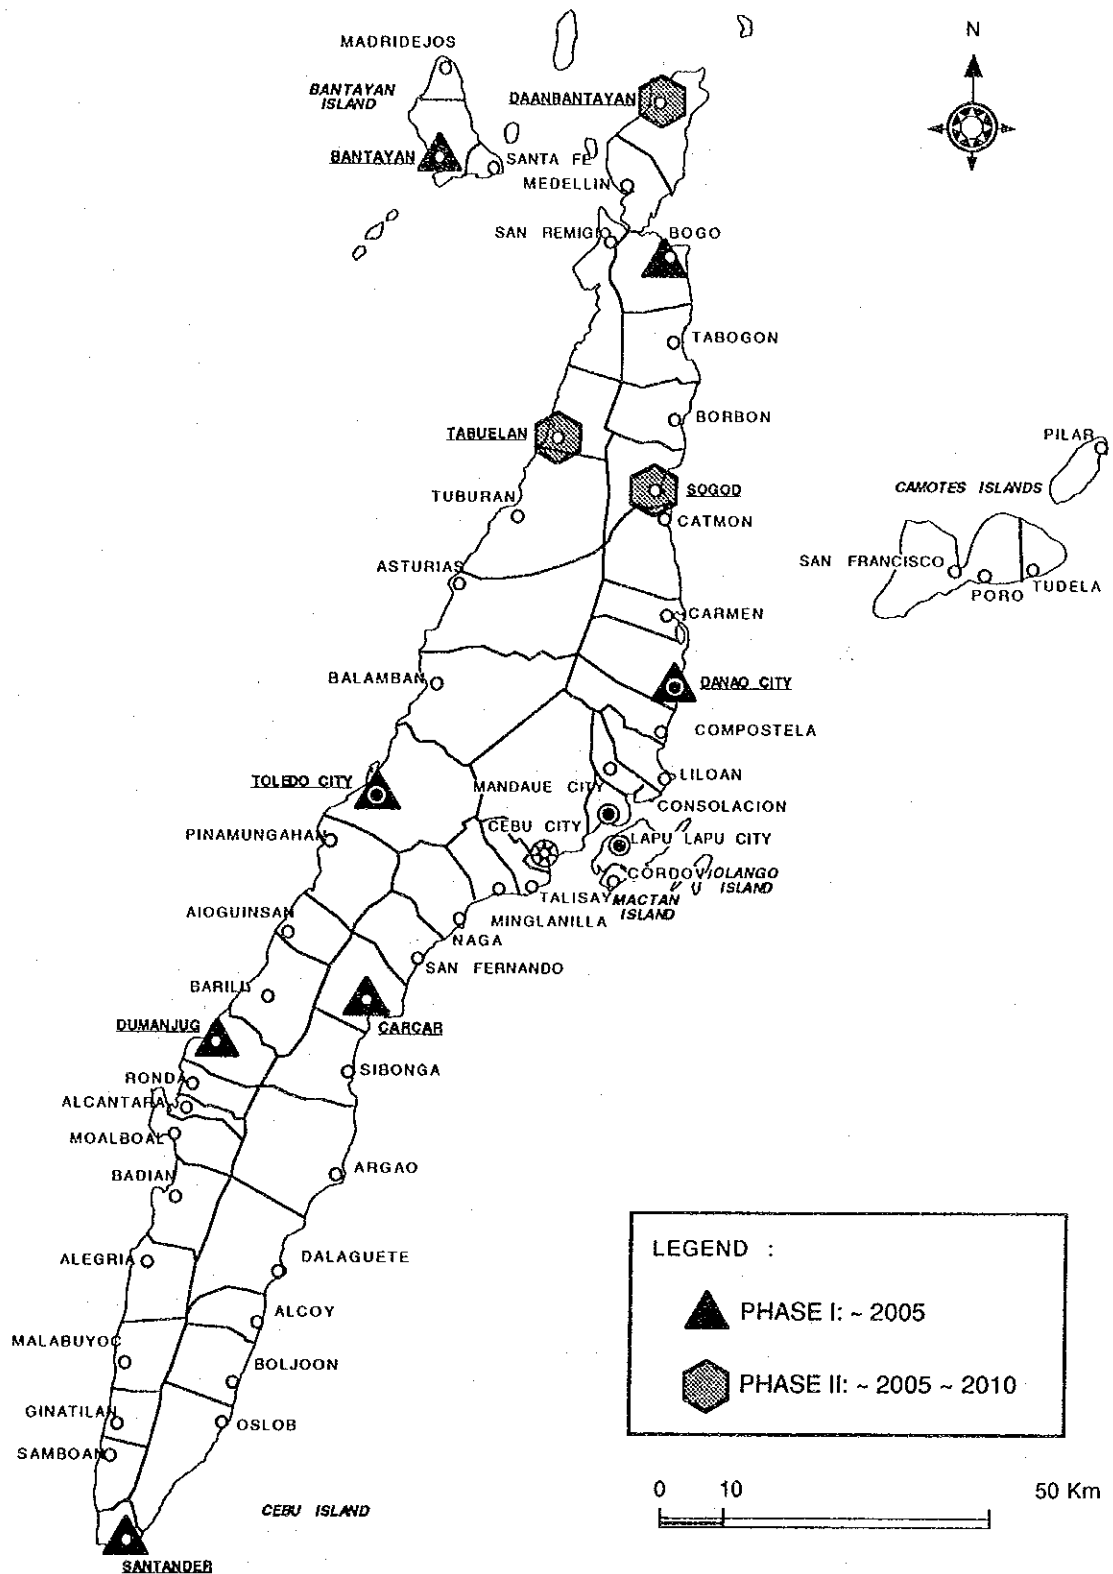 N
MADRIDEJOS
BANTAYAN
ISLAND
DAANBANTAYAN
BANTAYAN
SANTA FE
MEDELLIN
SAN REMIGIO
BOGO
TABOGON
BORBON
TABUELAN
PILAR
CAMOTES ISLANDS
SOGOD
TUBURAN
CATMON
ASTURIAS
SAN FRANCISCO
PORO
TUDELA
CARMEN
BALAMBAN
DANAO CITY
COMPOSTELA
TOLEDO CITY
MANDAUE CITY
LILOAN
CONSOLACION
PINAMUNGAHAN
CEBU CITY
LAPU LAPU CITY
CORDOV
OLANGO
ISLAND
TALISAY
MACTAN
ISLAND
AIOGUINSAN
MINGLANILLA
NAGA
SAN FERNANDO
BARILI
DUMANJUG
CARCAR
RONDA
SIBONGA
ALCANTARA
MOALBOAL
BADIAN
ARGAO
ALEGRIA
DALAGUETE
ALCOY
MALABUYOC
BOLJOON
GINATILAN
OSLOB
SAMBOAN
CEBU ISLAND
SANTANDER
LEGEND :
PHASE I: ~ 2005
PHASE II: ~ 2005 ~ 2010
0 10 50 Km